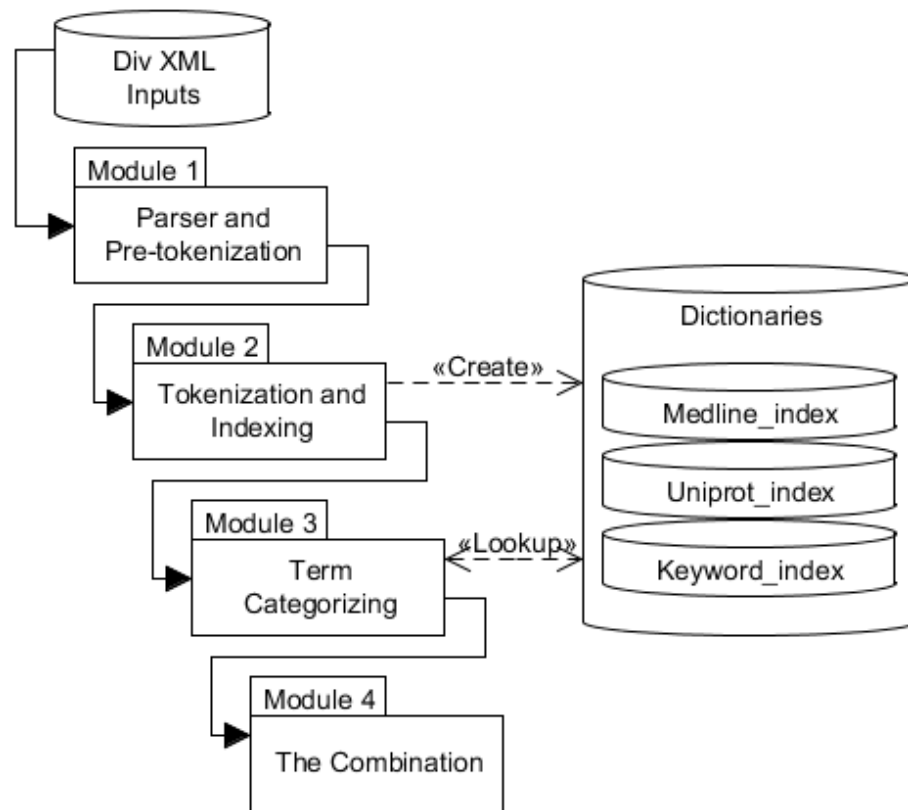 Div XML
Inputs
Module 1
Parser and
Pre-tokenization
Module 2
Tokenization and
Indexing
«Create»
Dictionaries
Medline_index
Uniprot_index
Keyword_index
Module 3
Term
Categorizing
«Lookup»
Module 4
The Combination